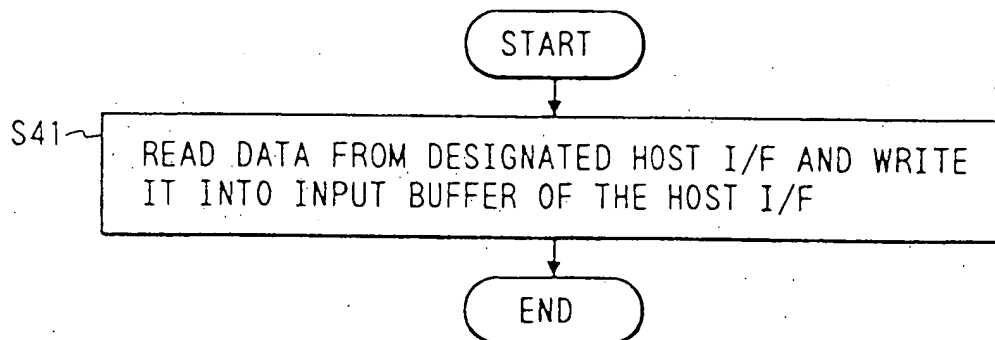 START
S41
READ DATA FROM DESIGNATED HOST I/F AND WRITE
IT INTO INPUT BUFFER OF THE HOST I/F
END